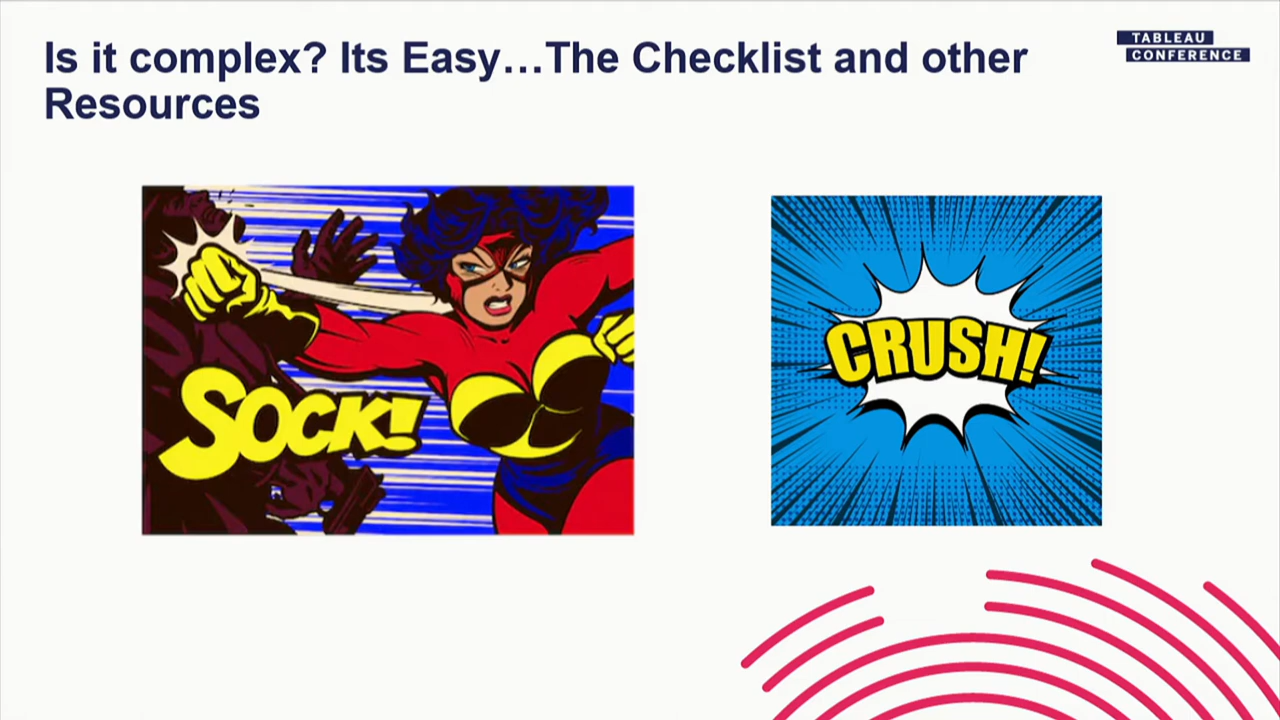 Is it complex? Its Easy…The Checklist and other
Resources
TABLEAU
CONFERENCE
SOCK!
CRUSH!